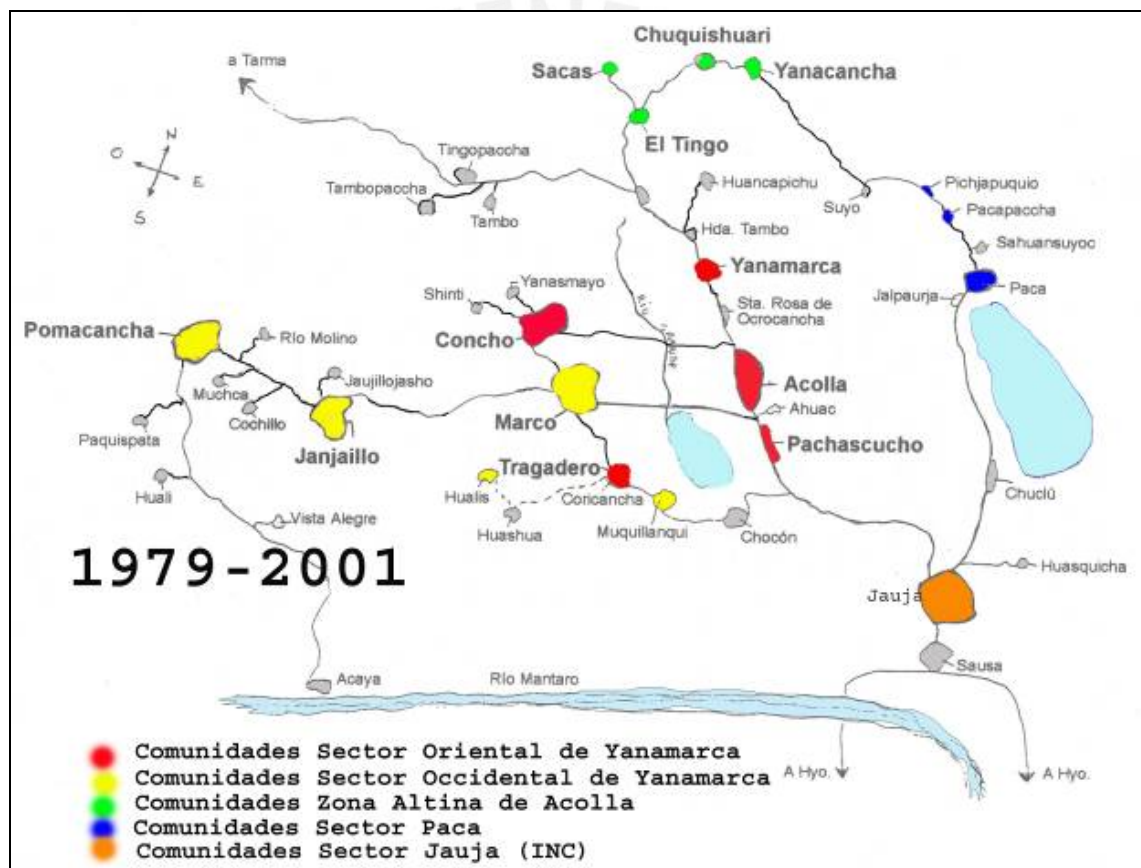 Chuquishuari
a Tarma
Sacas
Yanacancha
N
O
E
S
El Tingo
Tingopaccha
Huancapichu
Pichjapuquio
Tambopaccha
Tambo
Suyo
Pacapaccha
Hda. Tambo
Sahuansuyoc
Yanamarca
Yanasmayo
Shinti
Jalpaurja
Paca
Sta. Rosa de
Ocrocancha
Pomacancha
Río Molino
Concho
Jaujillojasho
Acolla
Muchca
Ahuac
Cochillo
Marco
Paquispata
Janjaillo
Pachascucho
Tragadero
Hualis
Coricancha
Huali
Chuclú
Huashua
Muquillanqui
Chocón
Vista Alegre
1979-2001
Huasquicha
Jauja
Sausa
Acaya
Río Mantaro
A Hyo.
A Hyo.
Comunidades Sector Oriental de Yanamarca
Comunidades Sector Occidental de Yanamarca
Comunidades Zona Altina de Acolla
Comunidades Sector Paca
Comunidades Sector Jauja (INC)